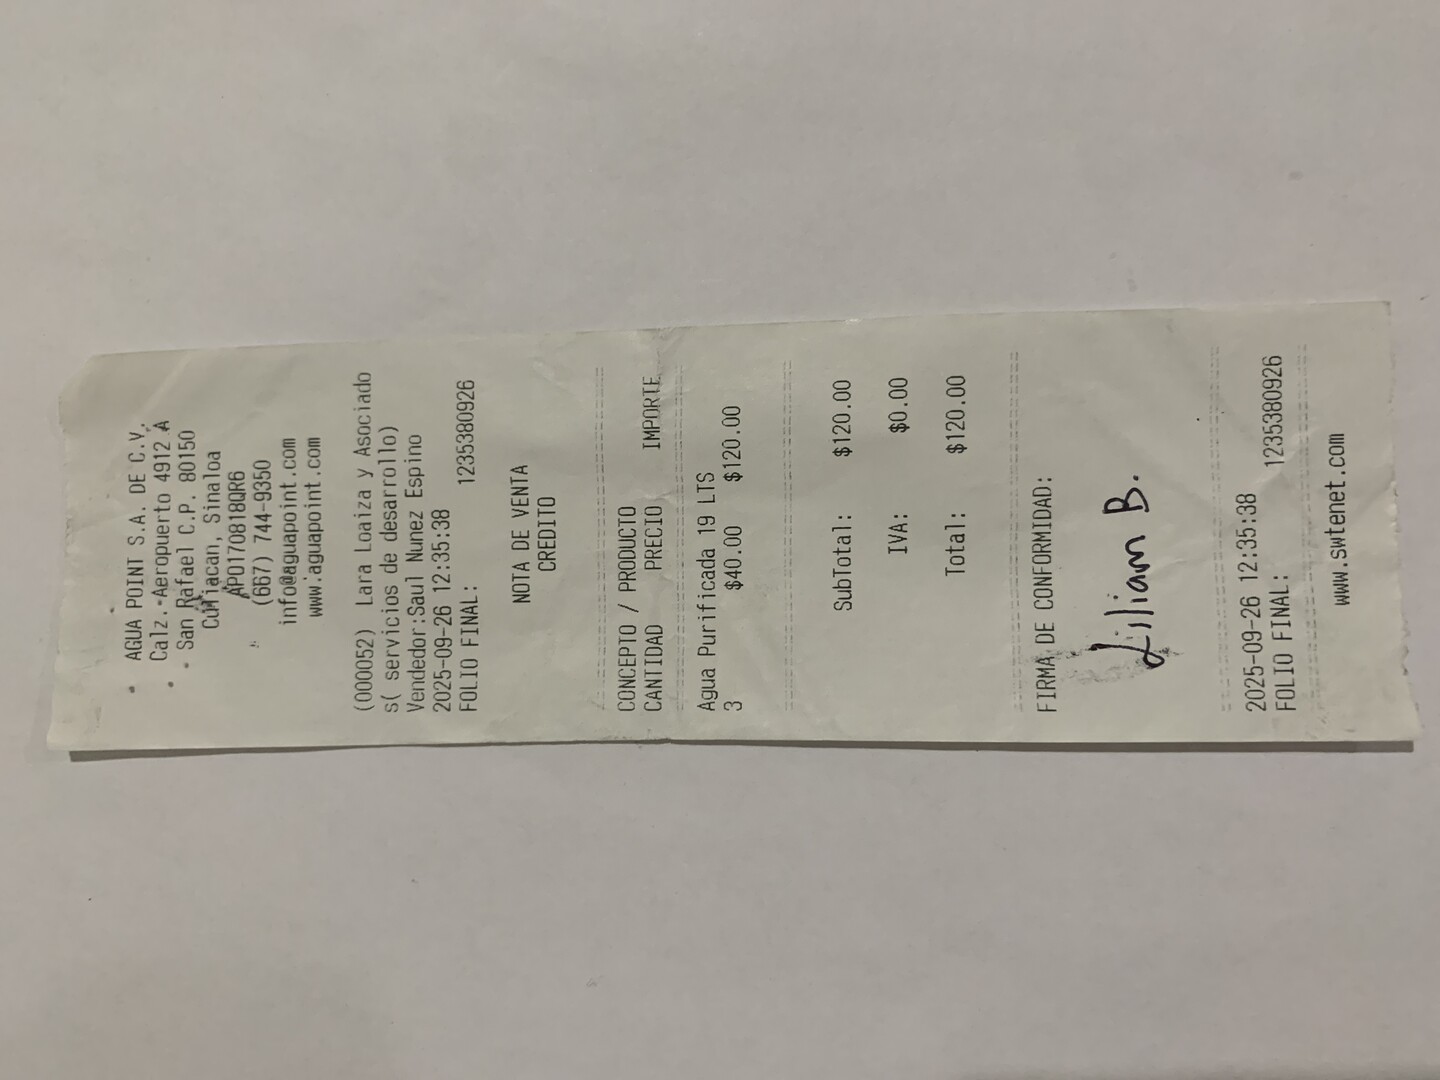 AGUA POINT S.A. DE C.V.
Calz. Aeropuerto 4912 A
San Rafael C.P. 80150
Culiacan, Sinaloa
APO170818QR6
(667) 744-9350
info@aguapoint.com
www.aguapoint.com
(000052) Lara Loaiza y Asociado
s( servicios de desarrollo)
Vendedor:Saul Nunez Espino
2025-09-26 12:35:38
FOLIO FINAL: 1235380926
NOTA DE VENTA
CREDITO
CONCEPTO / PRODUCTO
CANTIDAD PRECIO IMPORTE
Agua Purificada 19 LTS
3 $40.00 $120.00
SubTotal: $120.00
IVA: $0.00
Total: $120.00
FIRMA DE CONFORMIDAD:
Lilian B.
2025-09-26 12:35:38
FOLIO FINAL: 1235380926
www.swtenet.com